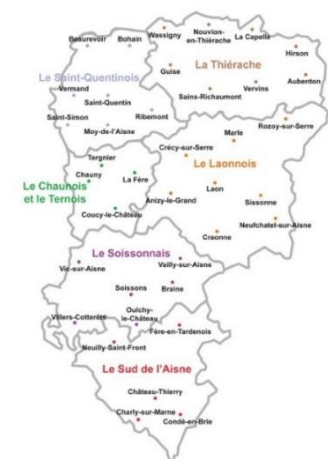 Wassigny
Nouvion-
en-Thiérache
La Capelle
Beaurevoir
Bohain
Hirson
La Thiérache
Guise
Le Saint-Quentinois
Aubenton
Vermand
Sains-Richaumont
Vervins
Saint-Quentin
Saint-Simon
Ribemont
Moy-de-l'Aisne
Rozoy-sur-Serre
Marle
Crécy-sur-Serre
Tergnier
Le Laonnois
Chauny
La Fère
Laon
Le Chaunois
et le Ternois
Anizy-le-Grand
Sissonne
Coucy-le-Château
Neufchatel-sur-Aisne
Craonne
Le Soissonnais
Vailly-sur-Aisne
Vic-sur-Aisne
Soissons
Braine
Oulchy-
le-Château
Villers-Cotterêts
Fère-en-Tardenois
Neuilly-Saint-Front
Le Sud de l'Aisne
Château-Thierry
Charly-sur-Marne
Condé-en-Brie